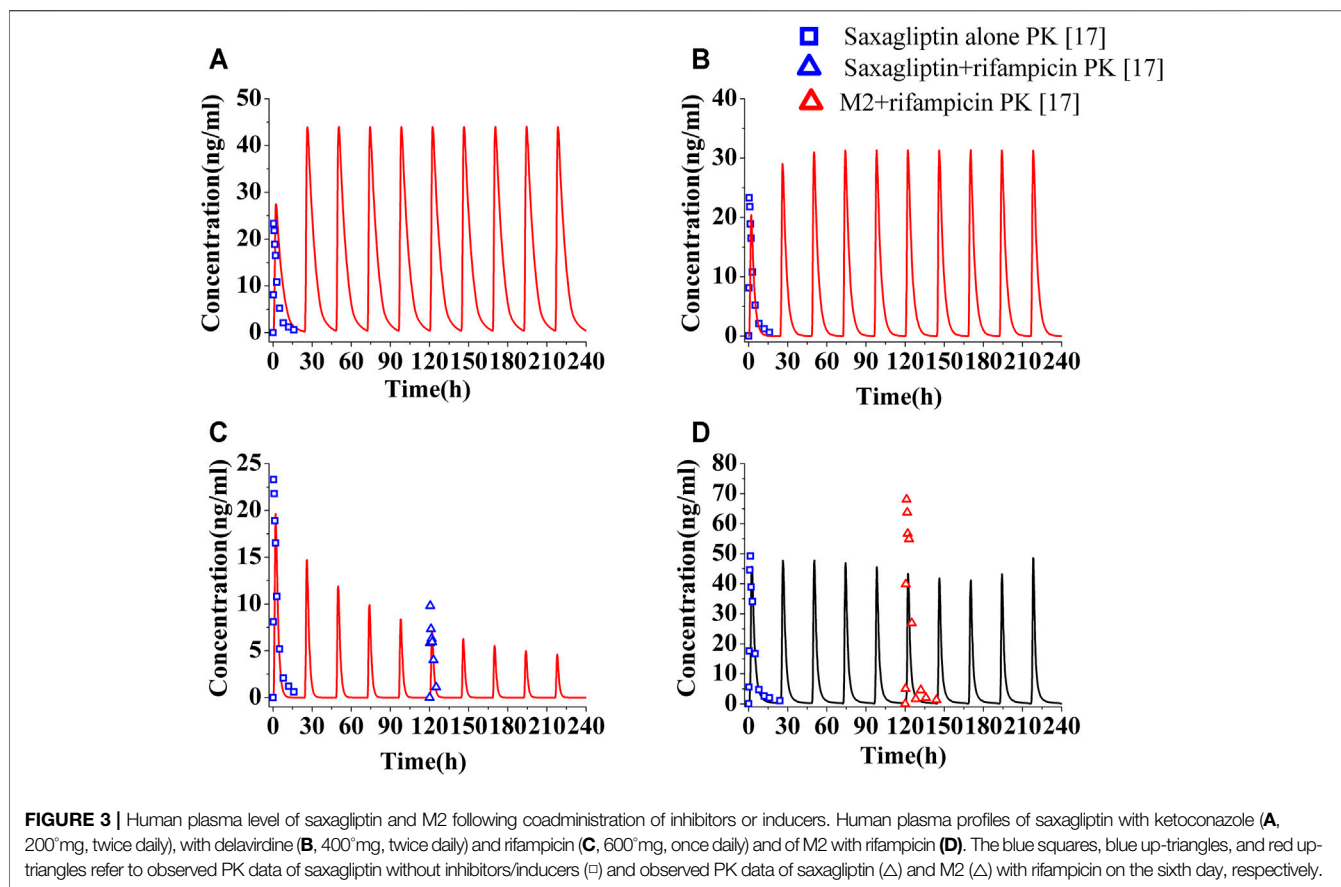 Saxagliptin alone PK [17]
Saxagliptin+rifampicin PK [17]
M2+rifampicin PK [17]
A
50
40
30
20
10
0
Concentration(ng/ml)
0 30 60 90 120 150 180 210 240
Time(h)
B
40
30
20
10
0
Concentration(ng/ml)
0 30 60 90 120 150 180 210 240
Time(h)
C
25
20
15
10
5
0
Concentration(ng/ml)
0 30 60 90 120 150 180 210 240
Time(h)
D
80
70
60
50
40
30
20
10
0
Concentration(ng/ml)
0 30 60 90 120 150 180 210 240
Time(h)
FIGURE 3 | Human plasma level of saxagliptin and M2 following coadministration of inhibitors or inducers. Human plasma profiles of saxagliptin with ketoconazole (A,
200°mg, twice daily), with delavirdine (B, 400°mg, twice daily) and rifampicin (C, 600°mg, once daily) and of M2 with rifampicin (D). The blue squares, blue up-triangles, and red up-
triangles refer to observed PK data of saxagliptin without inhibitors/inducers (□) and observed PK data of saxagliptin (△) and M2 (△) with rifampicin on the sixth day, respectively.